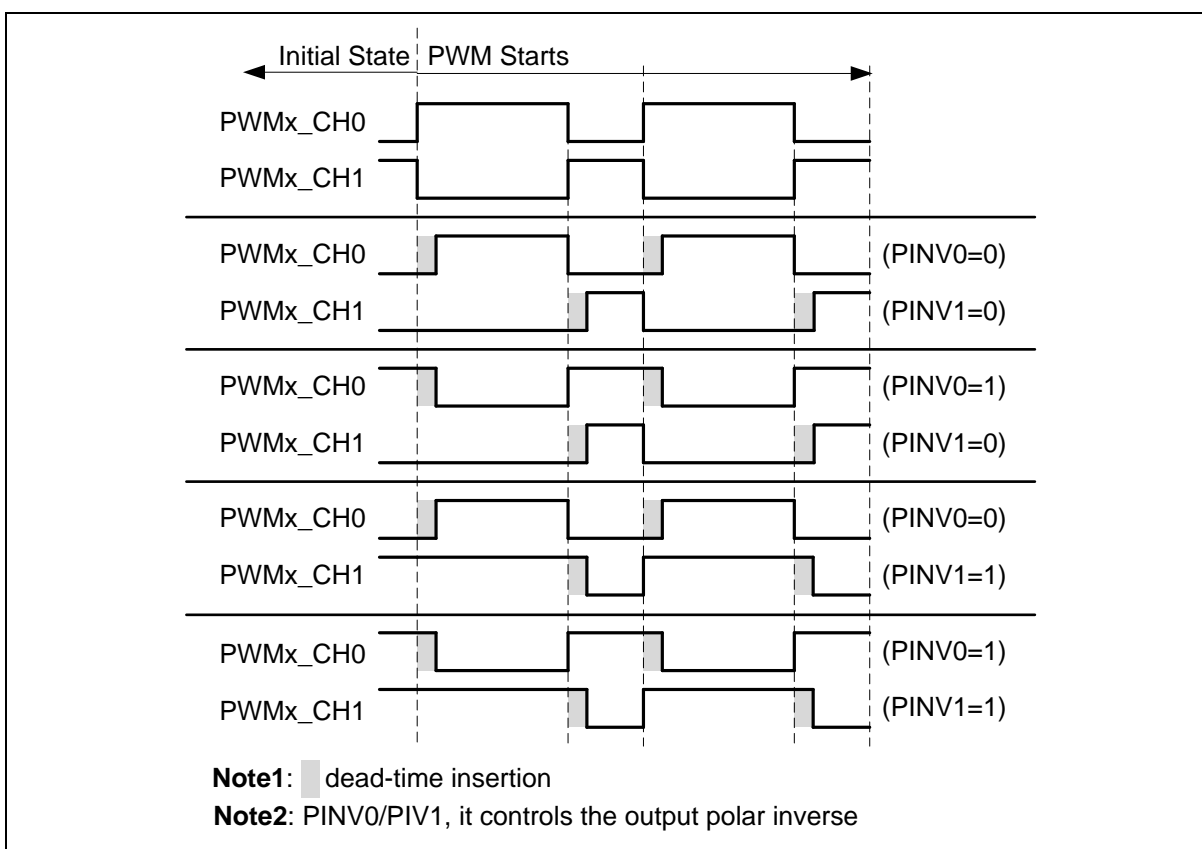 Initial State PWM Starts
PWMx_CH0
PWMx_CH1
PWMx_CH0 (PINV0=0)
PWMx_CH1 (PINV1=0)
PWMx_CH0 (PINV0=1)
PWMx_CH1 (PINV1=0)
PWMx_CH0 (PINV0=0)
PWMx_CH1 (PINV1=1)
PWMx_CH0 (PINV0=1)
PWMx_CH1 (PINV1=1)
Note1: dead-time insertion
Note2: PINV0/PIV1, it controls the output polar inverse